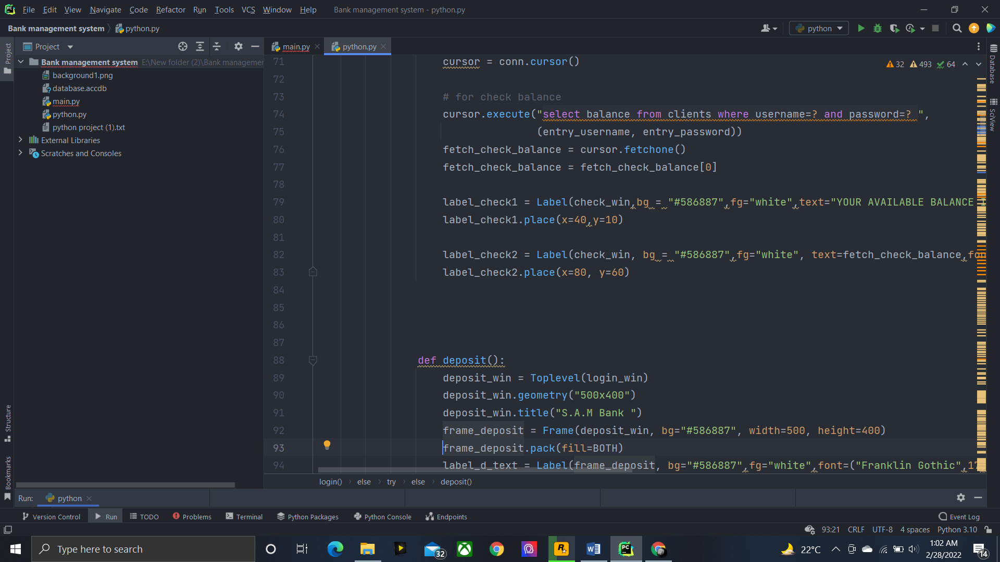 File Edit View Navigate Code Refactor Run Tools VCS Window Help Bank management system - python.py
Bank management system python.py python
Project main.py python.py
Bank management system E:\New folder (2)\Bank managemen
background1.png
database.accdb
main.py
python.py
python project (1).txt
External Libraries
Scratches and Consoles
Project
Structure
Bookmarks
32 493 64
71 cursor = conn.cursor()
72
73 # for check balance
74 cursor.execute("select balance from clients where username=? and password=? ",
75 (entry_username, entry_password))
76 fetch_check_balance = cursor.fetchone()
77 fetch_check_balance = fetch_check_balance[0]
78
79 label_check1 = Label(check_win,bg = "#586887",fg="white",text="YOUR AVAILABLE BALANCE I
80 label_check1.place(x=40,y=10)
81
82 label_check2 = Label(check_win, bg = "#586887",fg="white", text=fetch_check_balance,fon
83 label_check2.place(x=80, y=60)
84
85
86
87
88 def deposit():
89 deposit_win = Toplevel(login_win)
90 deposit_win.geometry("500x400")
91 deposit_win.title("S.A.M Bank ")
92 frame_deposit = Frame(deposit_win, bg="#586887", width=500, height=400)
93 frame_deposit.pack(fill=BOTH)
94 label_d_text = Label(frame_deposit, bg="#586887",fg="white",font=("Franklin Gothic",17
login() else try else deposit()
Database
SciView
Run: python
Version Control Run TODO Problems Terminal Python Packages Python Console Endpoints Event Log
93:21 CRLF UTF-8 4 spaces Python 3.10
Type here to search 32 22°C 1:02 AM
2/28/2022 14